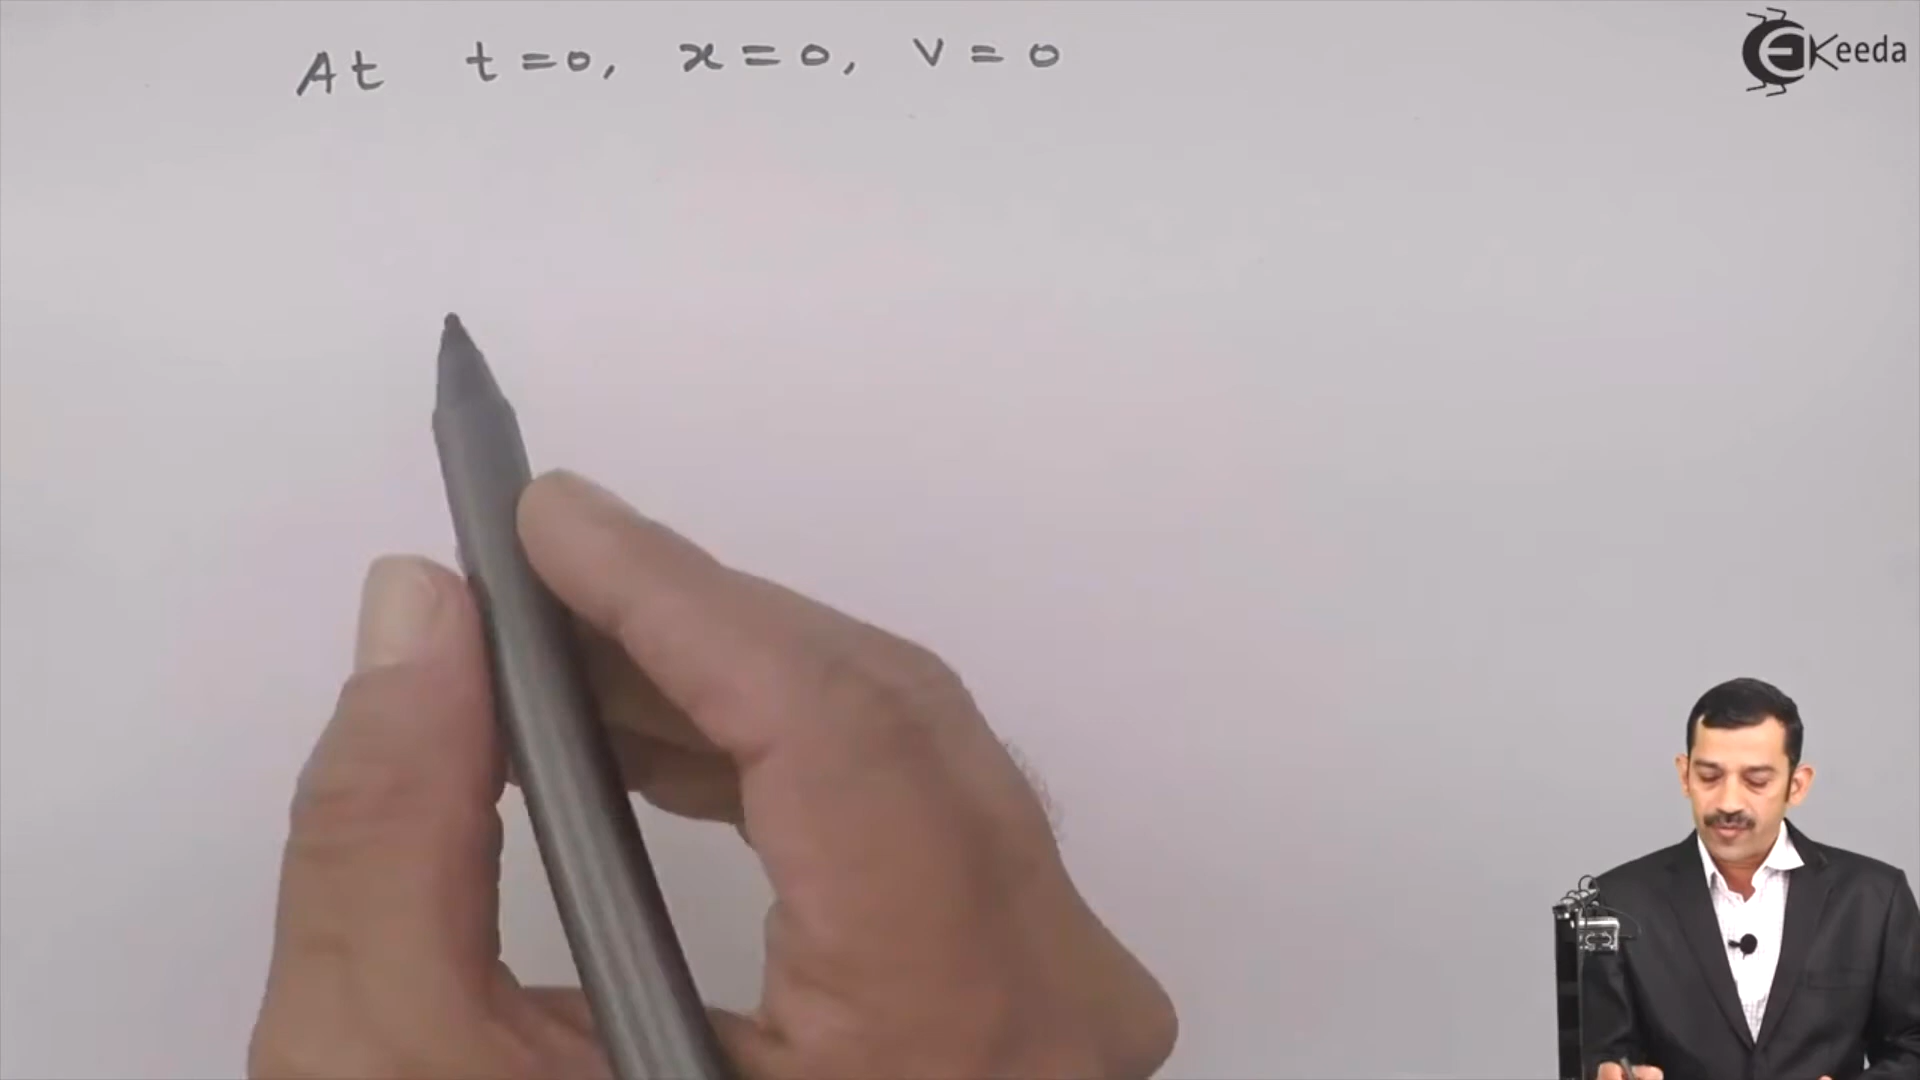 At t=0, x=0, v=0
EKeeda